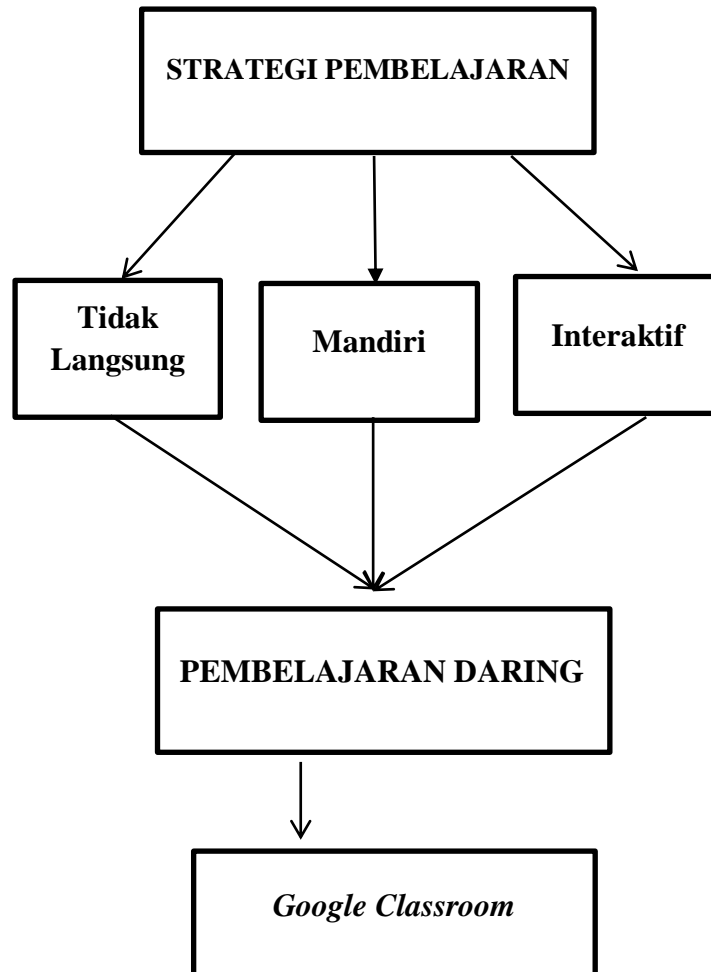 STRATEGI PEMBELAJARAN
Tidak
Langsung
Mandiri
Interaktif
PEMBELAJARAN DARING
Google Classroom